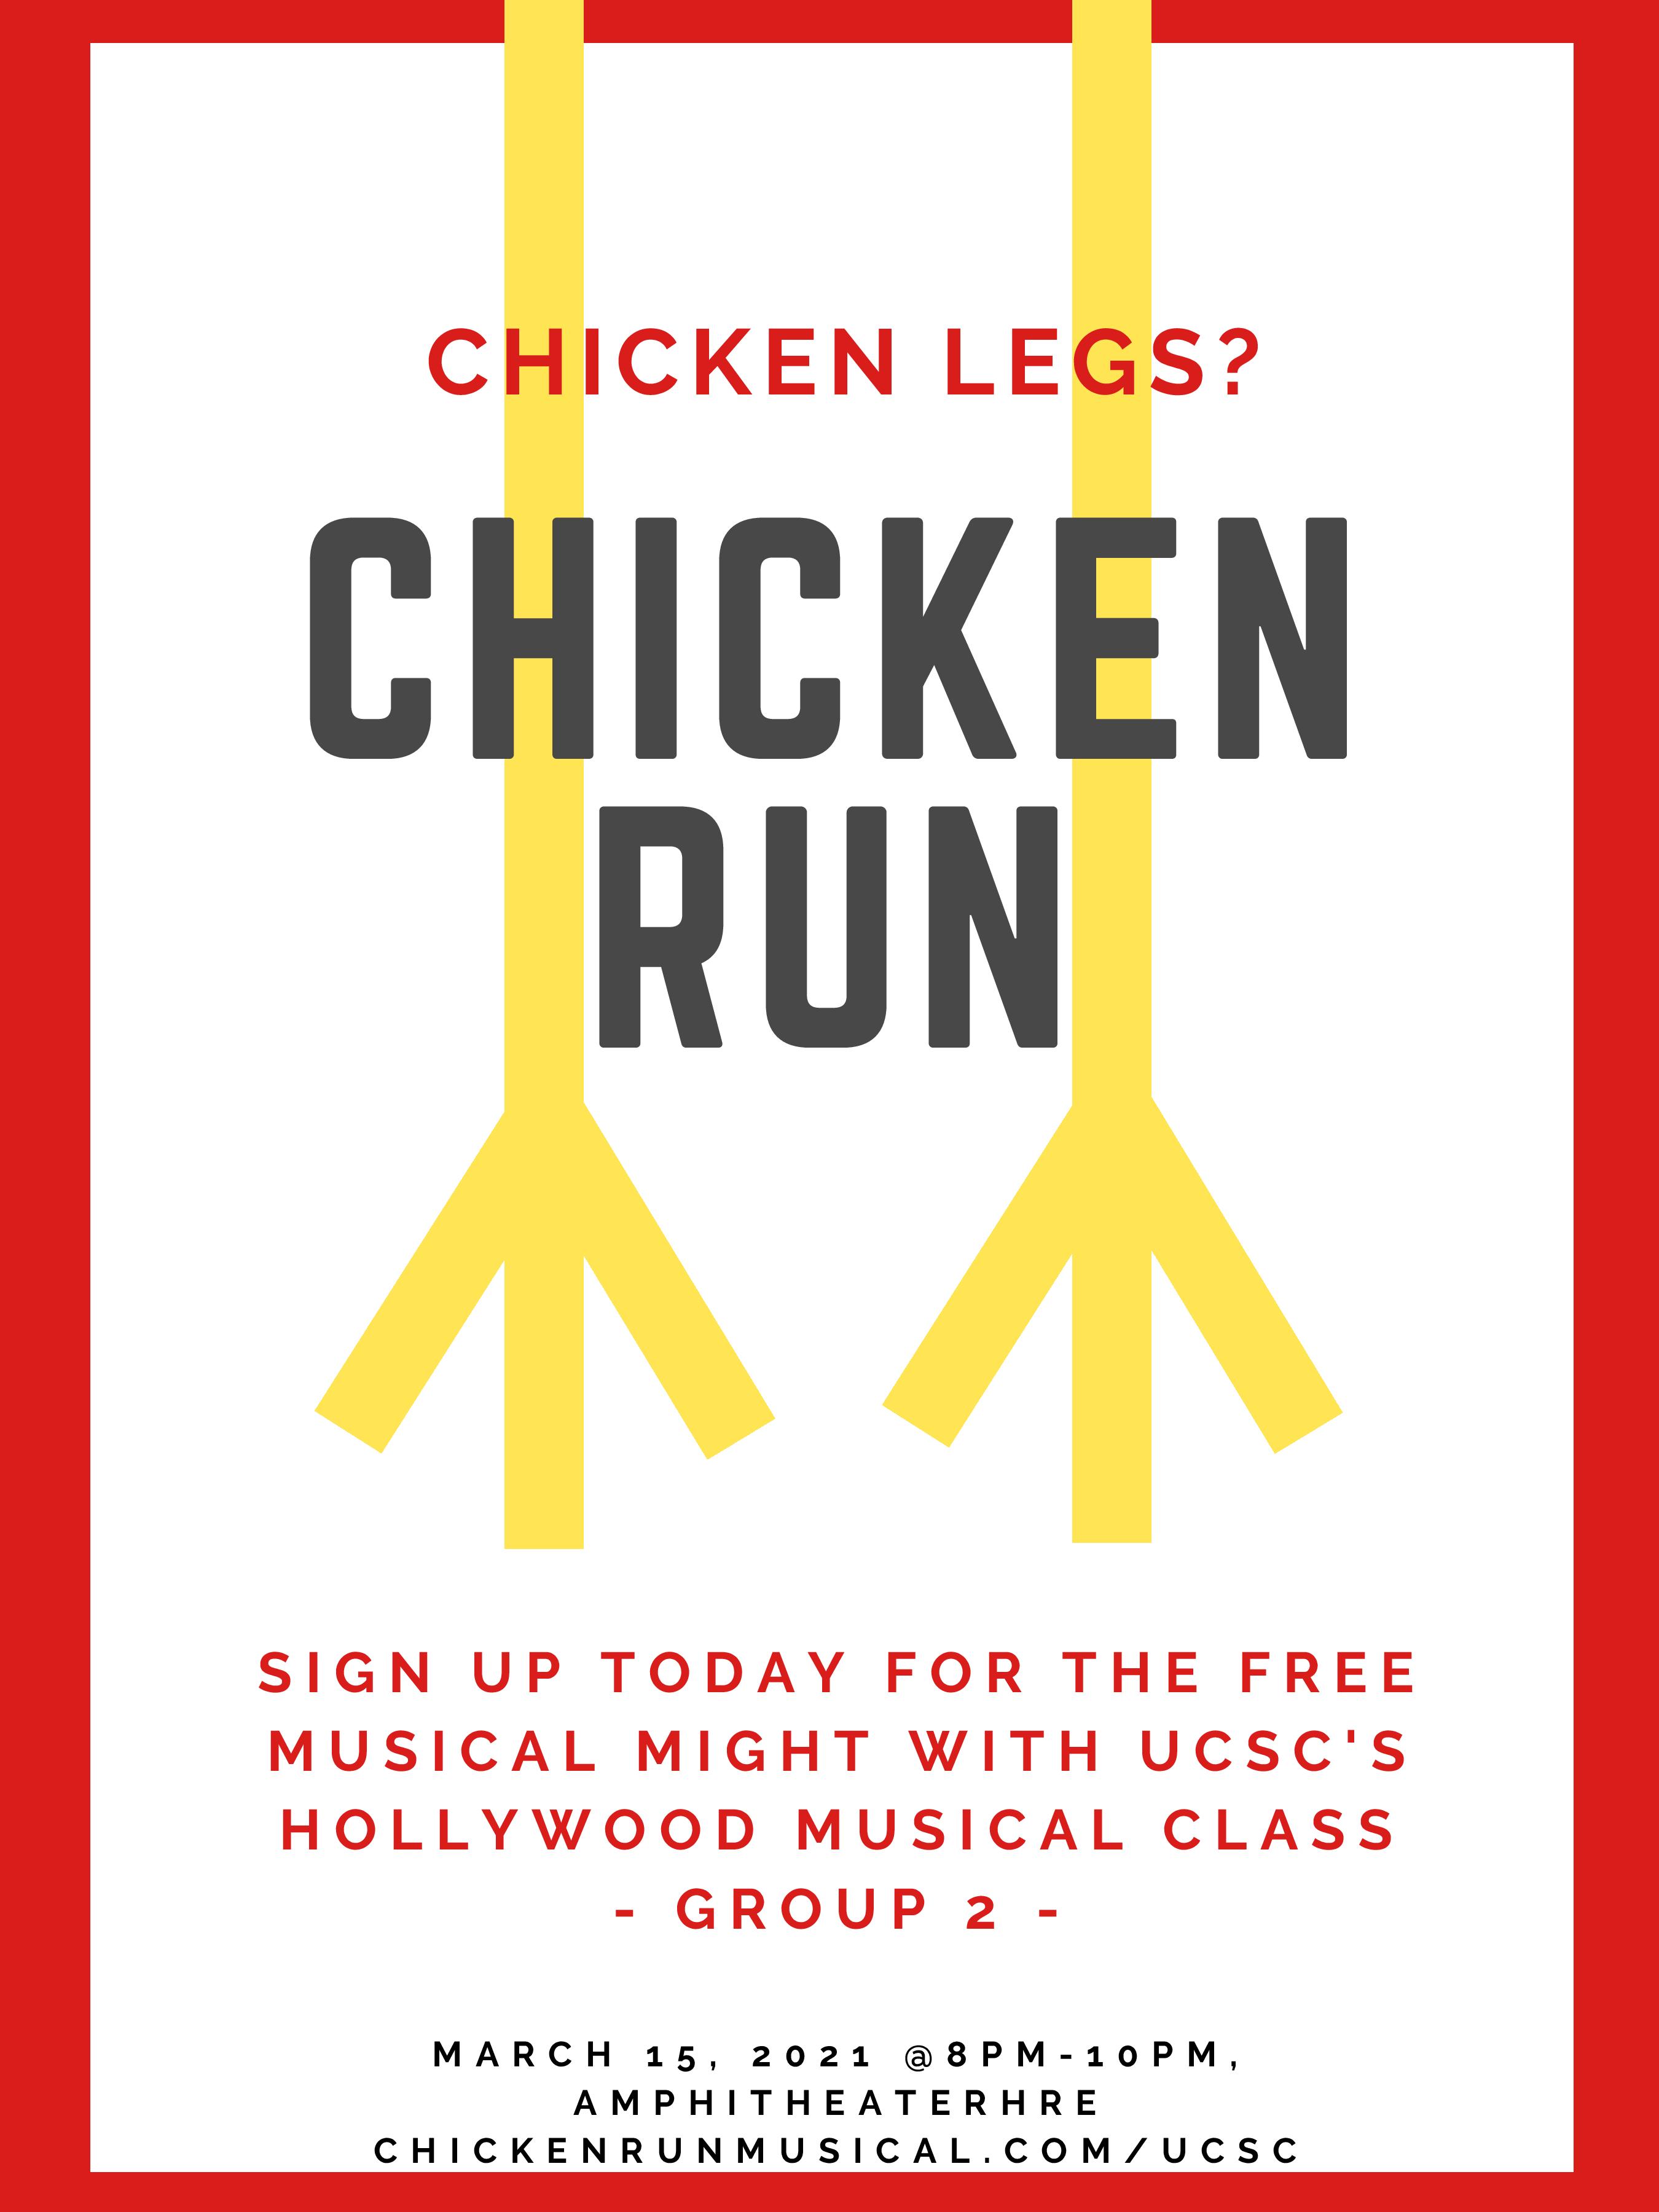 CHICKEN LEGS?
CHICKEN
RUN
SIGN UP TODAY FOR THE FREE
MUSICAL MIGHT WITH UCSC'S
HOLLYWOOD MUSICAL CLASS
- GROUP 2 -
MARCH 15, 2021 @8PM-10PM,
AMPHITHEATERHRE
CHICKENRUNMUSICAL.COM/UCSC